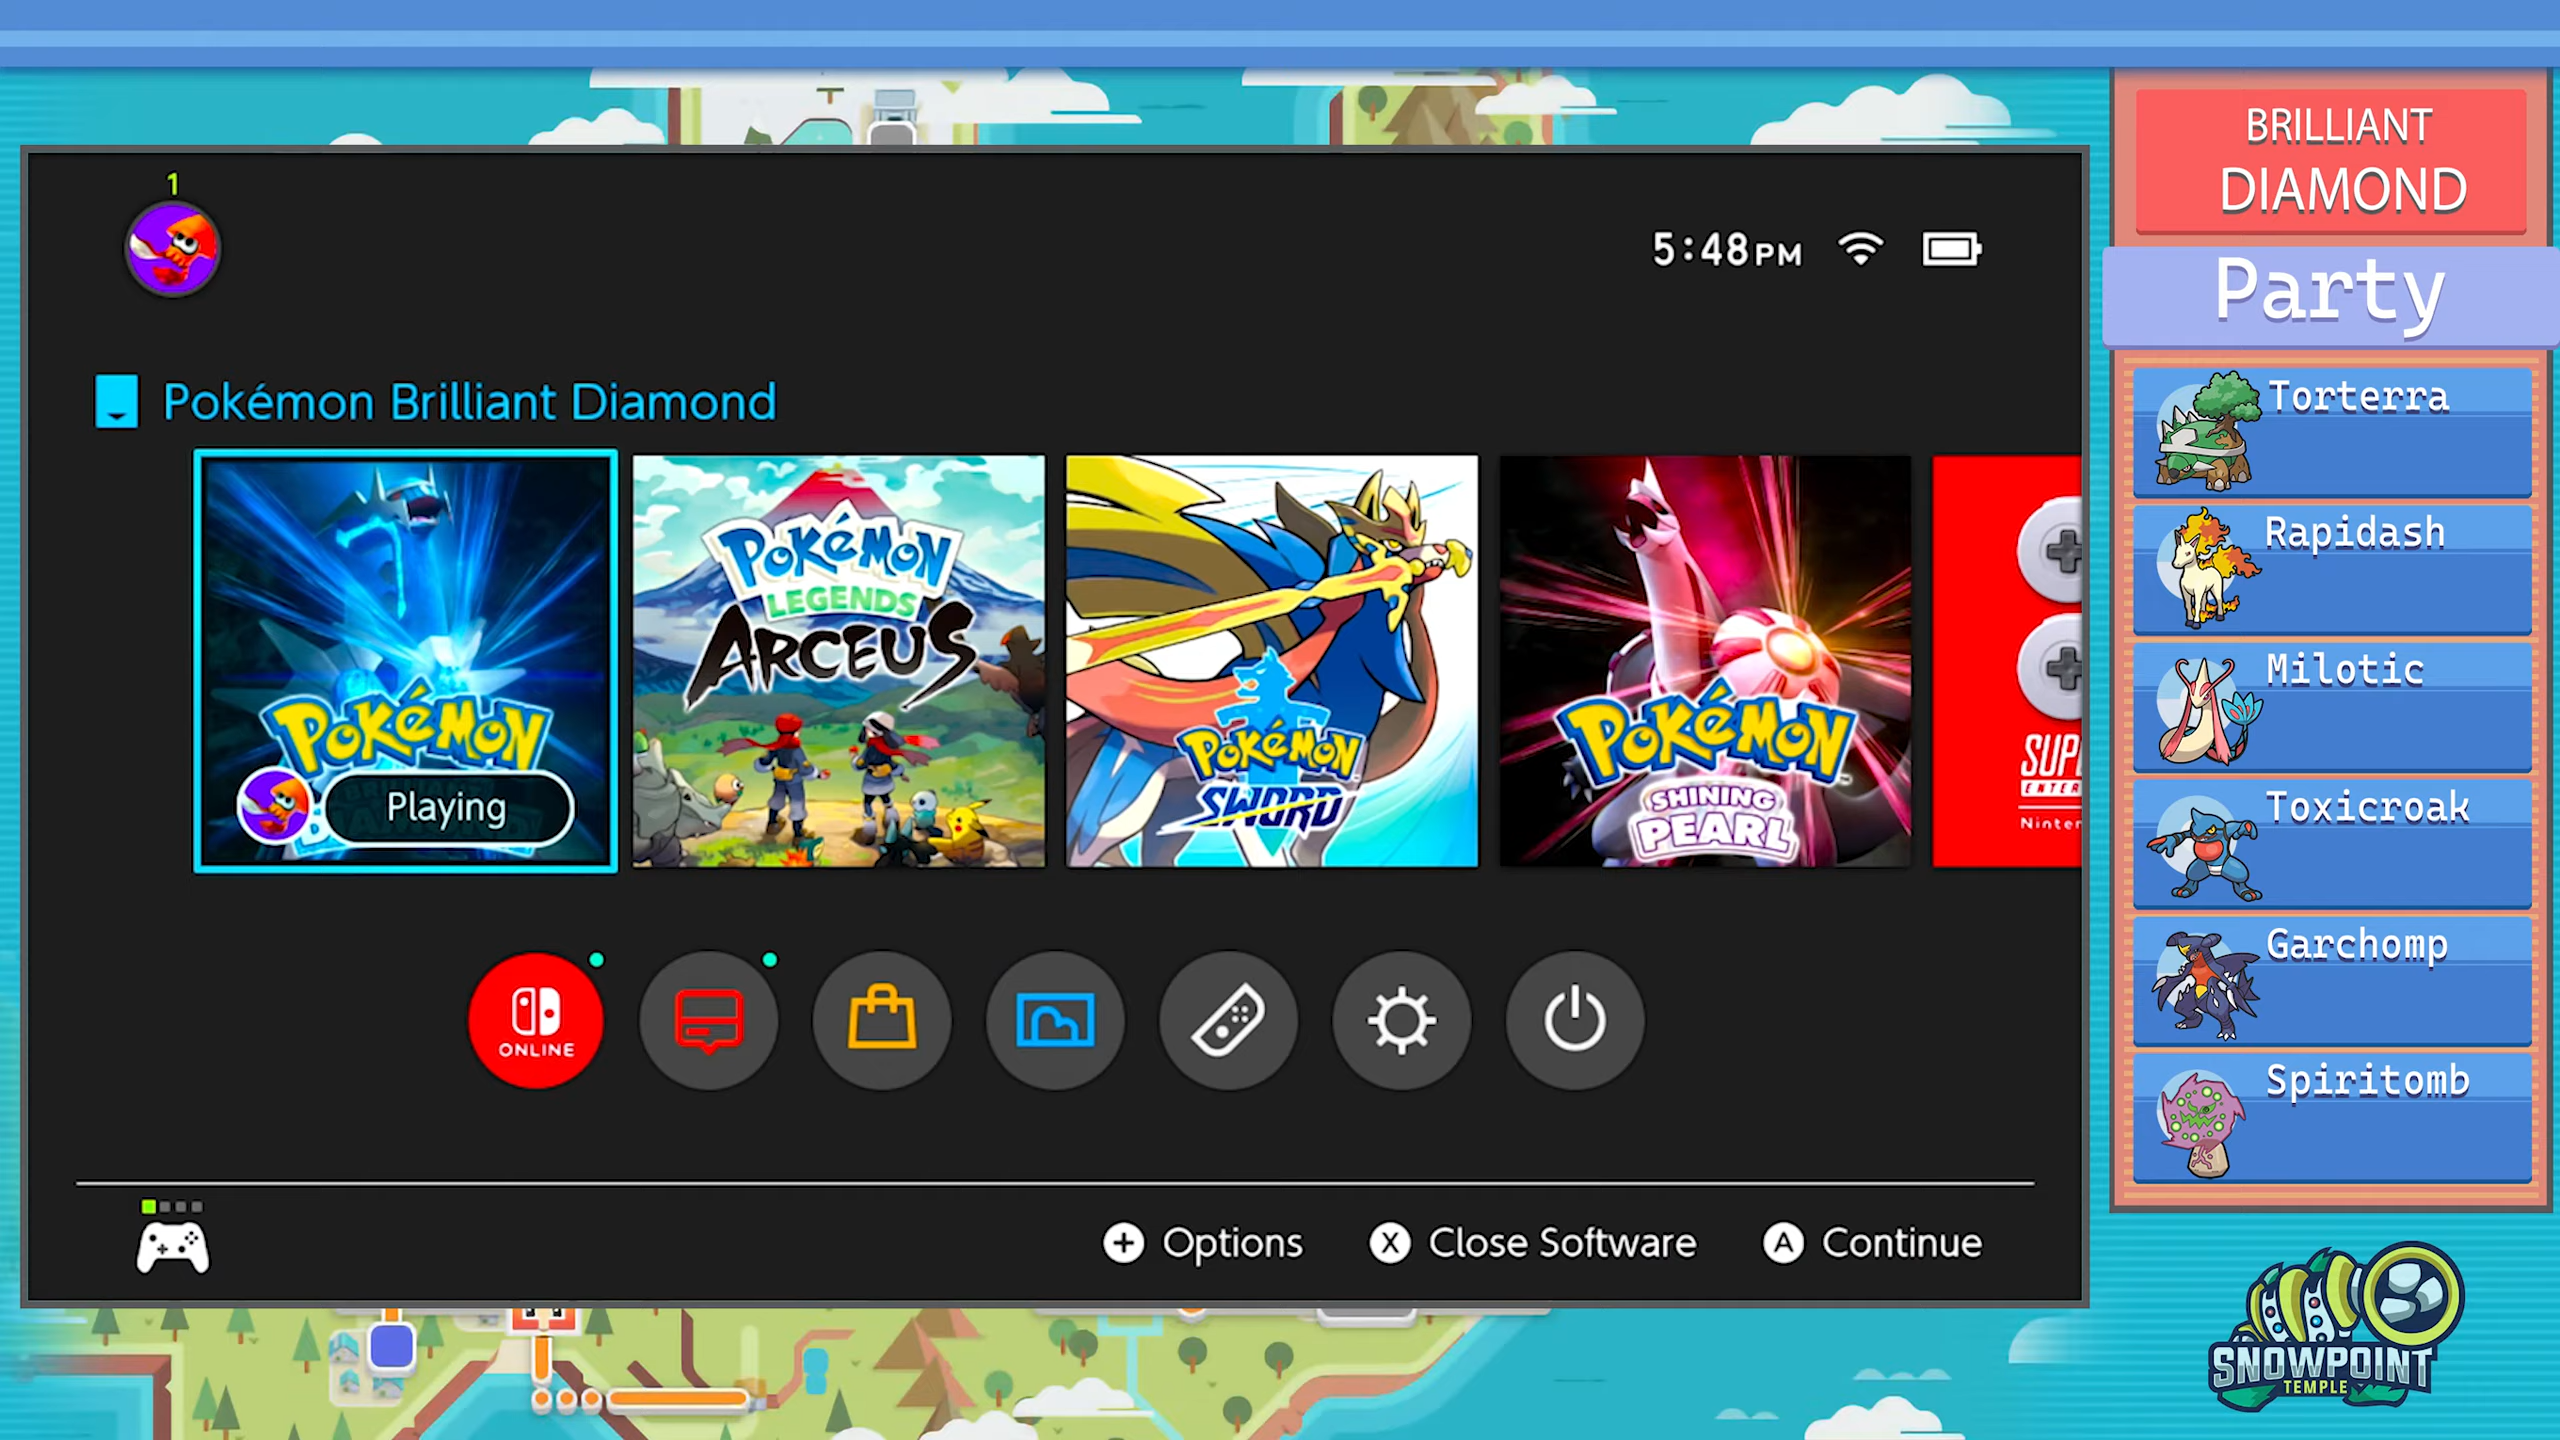 BRILLIANT
DIAMOND
Party
Torterra
Rapidash
Milotic
Toxicroak
Garchomp
Spiritomb
SNOWPOINT
TEMPLE
1
5:48PM
Pokémon Brilliant Diamond
POKéMON
Playing
POKéMON
LEGENDS
ARCEUS
POKéMON
SWORD
POKéMON
SHINING
PEARL
ONLINE
Options
X Close Software
A Continue